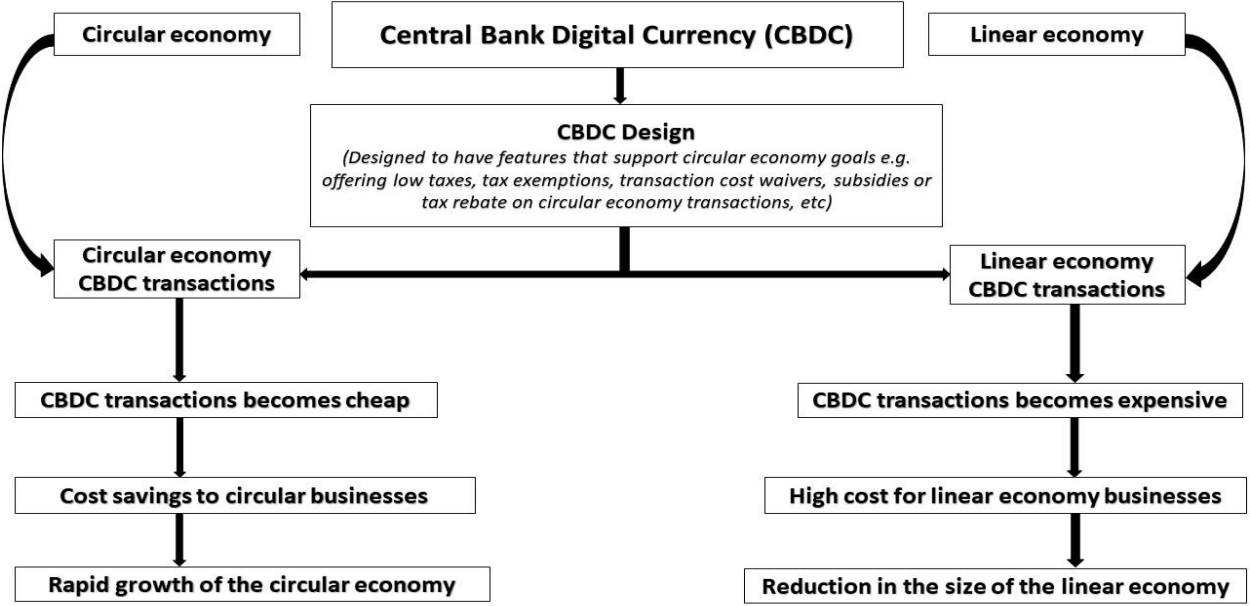 Circular economy
Central Bank Digital Currency (CBDC)
Linear economy
CBDC Design
(Designed to have features that support circular economy goals e.g.
offering low taxes, tax exemptions, transaction cost waivers, subsidies or
tax rebate on circular economy transactions, etc)
Circular economy
CBDC transactions
Linear economy
CBDC transactions
CBDC transactions becomes cheap
CBDC transactions becomes expensive
Cost savings to circular businesses
High cost for linear economy businesses
Rapid growth of the circular economy
Reduction in the size of the linear economy